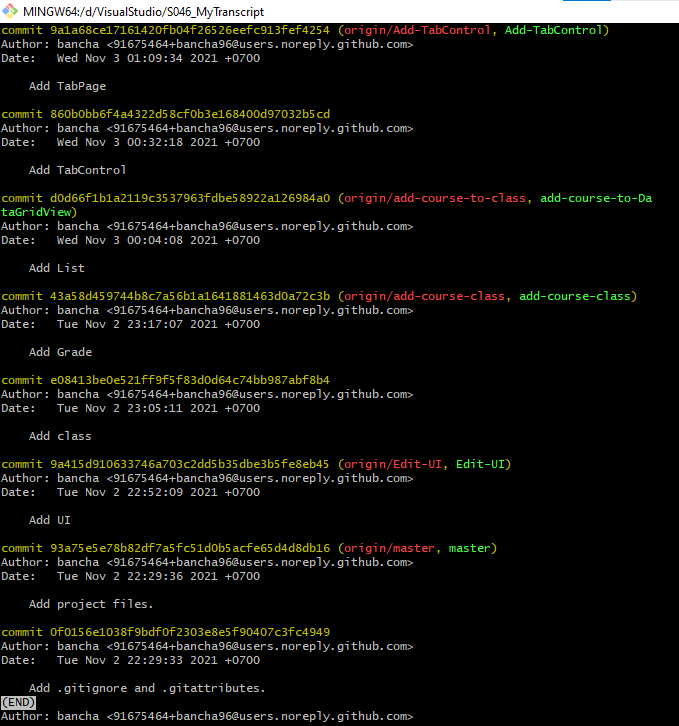 MINGW64:/d/VisualStudio/S046_MyTranscript
commit 9a1a68ce17161420fb04f26526eefc913fef4254 (origin/Add-TabControl, Add-TabControl)
Author: bancha <91675464+bancha96@users.noreply.github.com>
Date:   Wed Nov 3 01:09:34 2021 +0700
    Add TabPage
commit 860b0bb6f4a4322d58cf0b3e168400d97032b5cd
Author: bancha <91675464+bancha96@users.noreply.github.com>
Date:   Wed Nov 3 00:32:18 2021 +0700
    Add TabControl
commit d0d66f1b1a2119c3537963fdbe58922a126984a0 (origin/add-course-to-class, add-course-to-Da
taGridView)
Author: bancha <91675464+bancha96@users.noreply.github.com>
Date:   Wed Nov 3 00:04:08 2021 +0700
    Add List
commit 43a58d459744b8c7a56b1a1641881463d0a72c3b (origin/add-course-class, add-course-class)
Author: bancha <91675464+bancha96@users.noreply.github.com>
Date:   Tue Nov 2 23:17:07 2021 +0700
    Add Grade
commit e08413be0e521ff9f5f83d0d64c74bb987abf8b4
Author: bancha <91675464+bancha96@users.noreply.github.com>
Date:   Tue Nov 2 23:05:11 2021 +0700
    Add class
commit 9a415d910633746a703c2dd5b35dbe3b5fe8eb45 (origin/Edit-UI, Edit-UI)
Author: bancha <91675464+bancha96@users.noreply.github.com>
Date:   Tue Nov 2 22:52:09 2021 +0700
    Add UI
commit 93a75e5e78b82df7a5fc51d0b5acfe65d4d8db16 (origin/master, master)
Author: bancha <91675464+bancha96@users.noreply.github.com>
Date:   Tue Nov 2 22:29:36 2021 +0700
    Add project files.
commit 0f0156e1038f9bdf0f2303e8e5f90407c3fc4949
Author: bancha <91675464+bancha96@users.noreply.github.com>
Date:   Tue Nov 2 22:29:33 2021 +0700
    Add .gitignore and .gitattributes.
(END)
Author: bancha <91675464+bancha96@users.noreply.github.com>